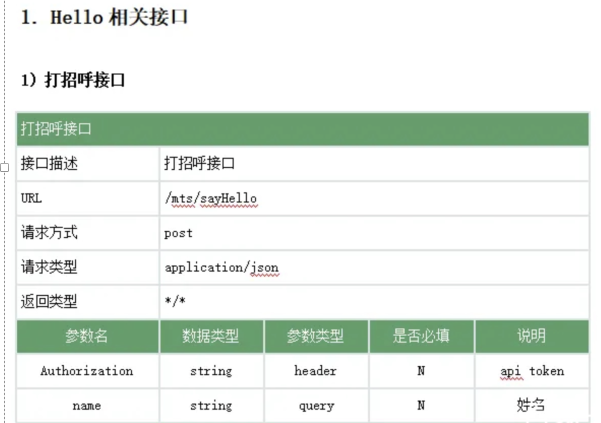 1. Hello 相关接口
1）打招呼接口
打招呼接口
接口描述 打招呼接口
URL /mts/sayHello
请求方式 post
请求类型 application/json
返回类型 */*
参数名 数据类型 参数类型 是否必填 说明
Authorization string header N api token
name string query N 姓名